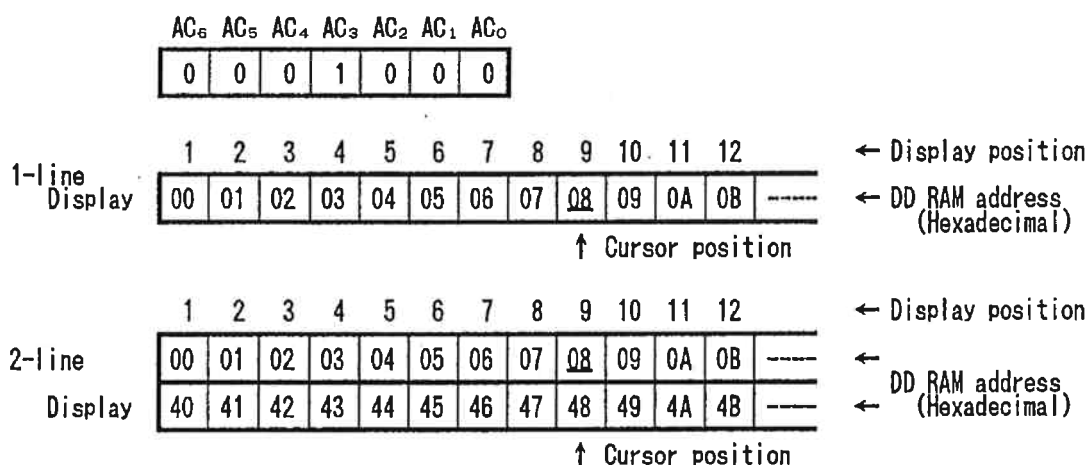 AC₆ AC₅ AC₄ AC₃ AC₂ AC₁ AC₀
0 0 0 1 0 0 0
1 2 3 4 5 6 7 8 9 10 11 12 ← Display position
1-line
Display 00 01 02 03 04 05 06 07 08 09 0A 0B ----- ← DD RAM address
(Hexadecimal)
↑ Cursor position
1 2 3 4 5 6 7 8 9 10 11 12 ← Display position
2-line 00 01 02 03 04 05 06 07 08 09 0A 0B ----- ←
DD RAM address
Display 40 41 42 43 44 45 46 47 48 49 4A 4B ----- ← (Hexadecimal)
↑ Cursor position